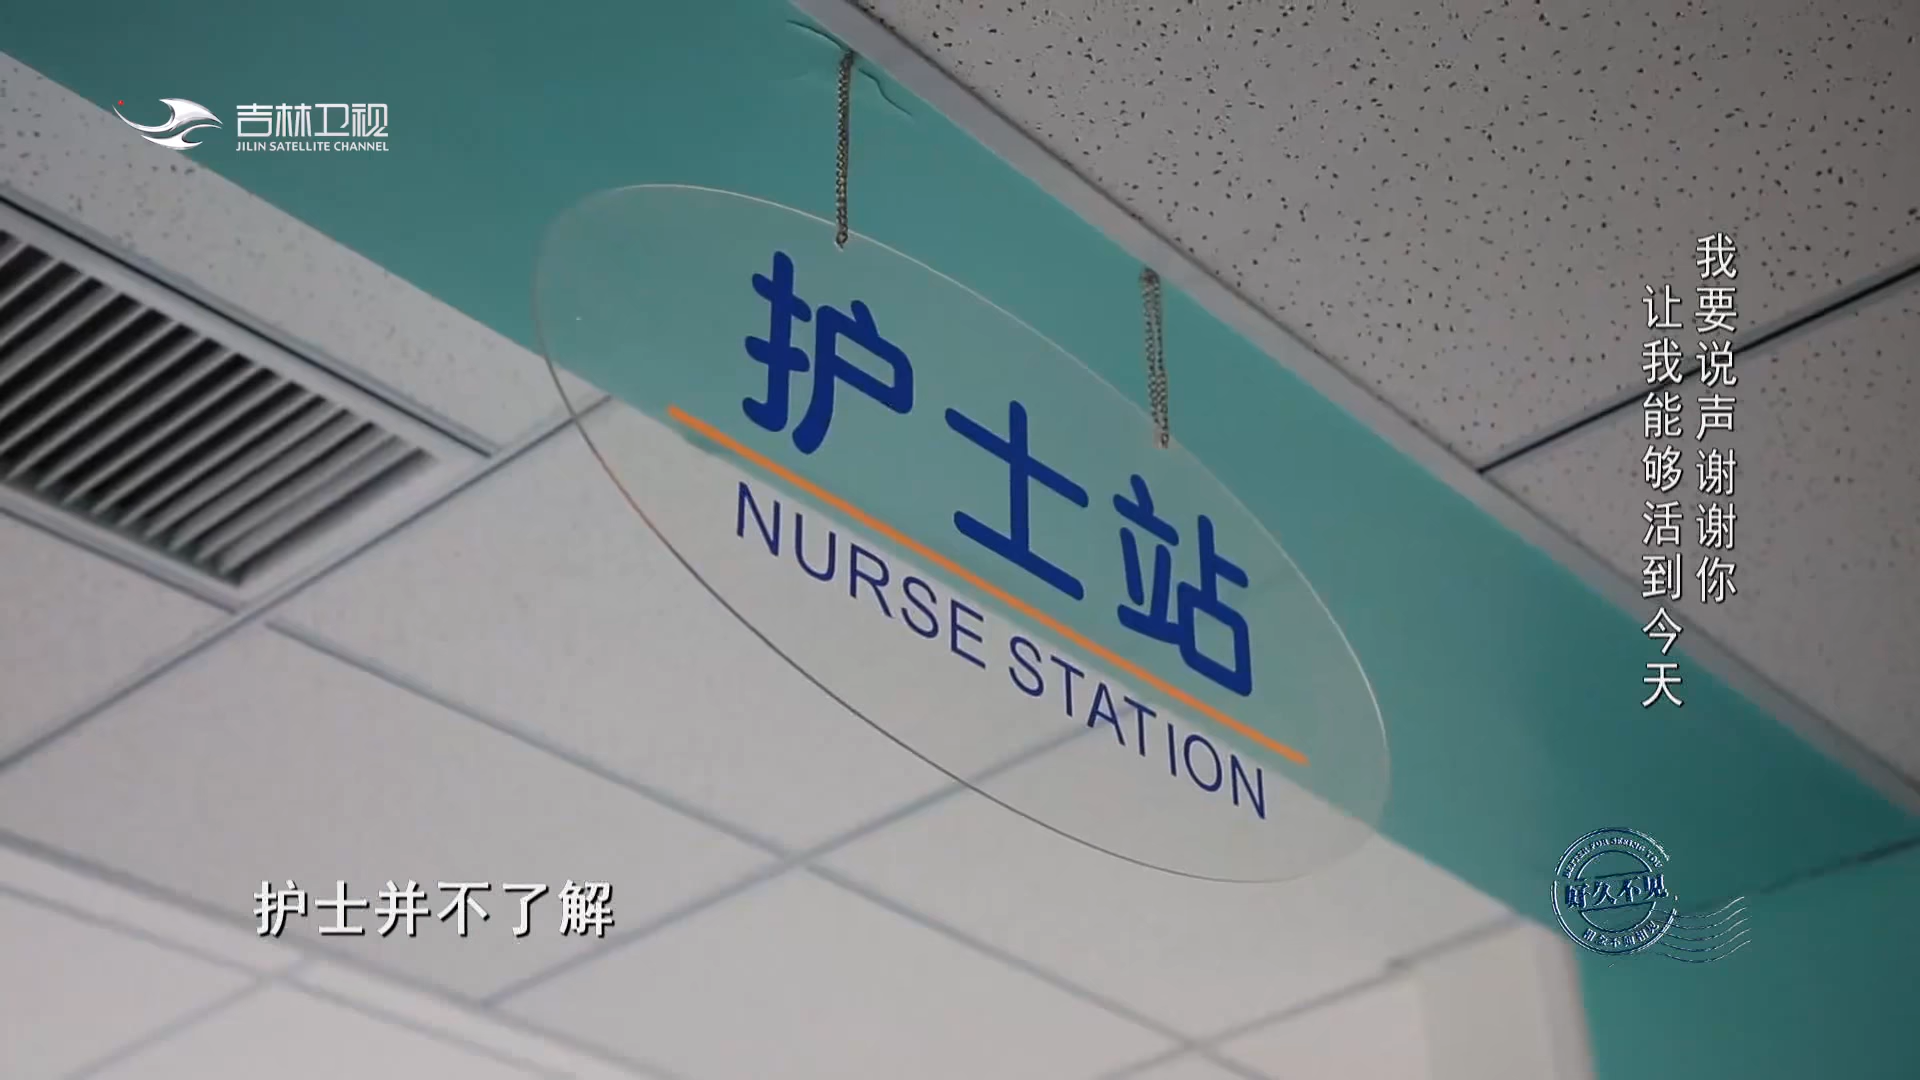 吉林卫视
JILIN SATELLITE CHANNEL
护士站
NURSE STATION
我要说声谢谢你
让我能够活到今天
护士并不了解
好久不见